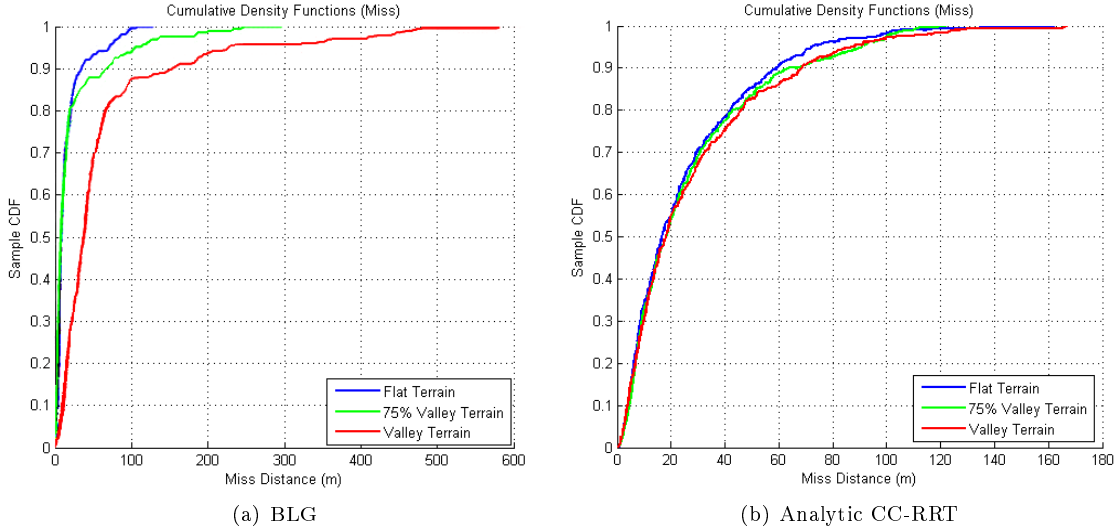 Cumulative Density Functions (Miss)
1
0.9
0.8
0.7
0.6
0.5
0.4
0.3
0.2
0.1
0
Sample CDF
Flat Terrain
75% Valley Terrain
Valley Terrain
0 100 200 300 400 500 600
Miss Distance (m)
(a) BLG
Cumulative Density Functions (Miss)
1
0.9
0.8
0.7
0.6
0.5
0.4
0.3
0.2
0.1
0
Sample CDF
Flat Terrain
75% Valley Terrain
Valley Terrain
0 20 40 60 80 100 120 140 160 180
Miss Distance (m)
(b) Analytic CC-RRT